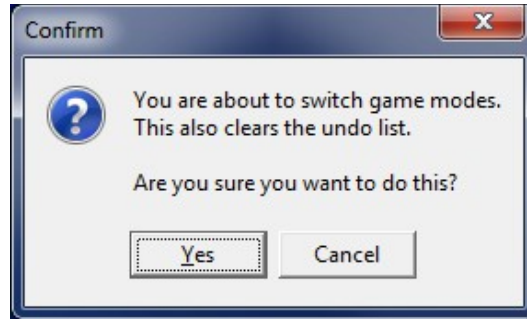 Confirm
You are about to switch game modes.
This also clears the undo list.
Are you sure you want to do this?
Yes
Cancel